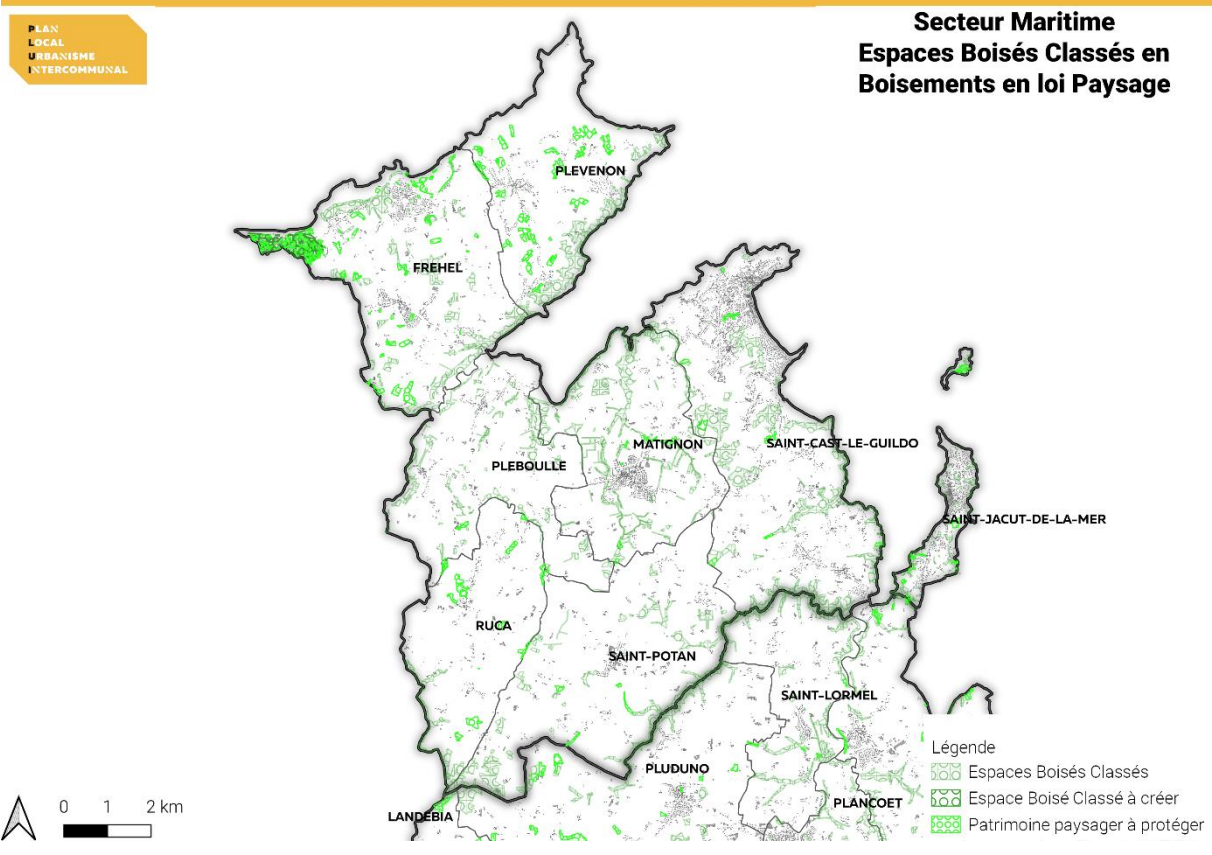 PLAN
LOCAL
URBANISME
INTERCOMMUNAL
Secteur Maritime
Espaces Boisés Classés en
Boisements en loi Paysage
PLEVENON
FREHEL
MATIGNON
SAINT-CAST-LE-GUILDO
PLEBOULLE
SAINT-JACUT-DE-LA-MER
RUCA
SAINT-POTAN
SAINT-LORMEL
PLUDUNO
PLANCOET
LANDEBIA
Légende
Espaces Boisés Classés
Espace Boisé Classé à créer
Patrimoine paysager à protéger
0 1 2 km